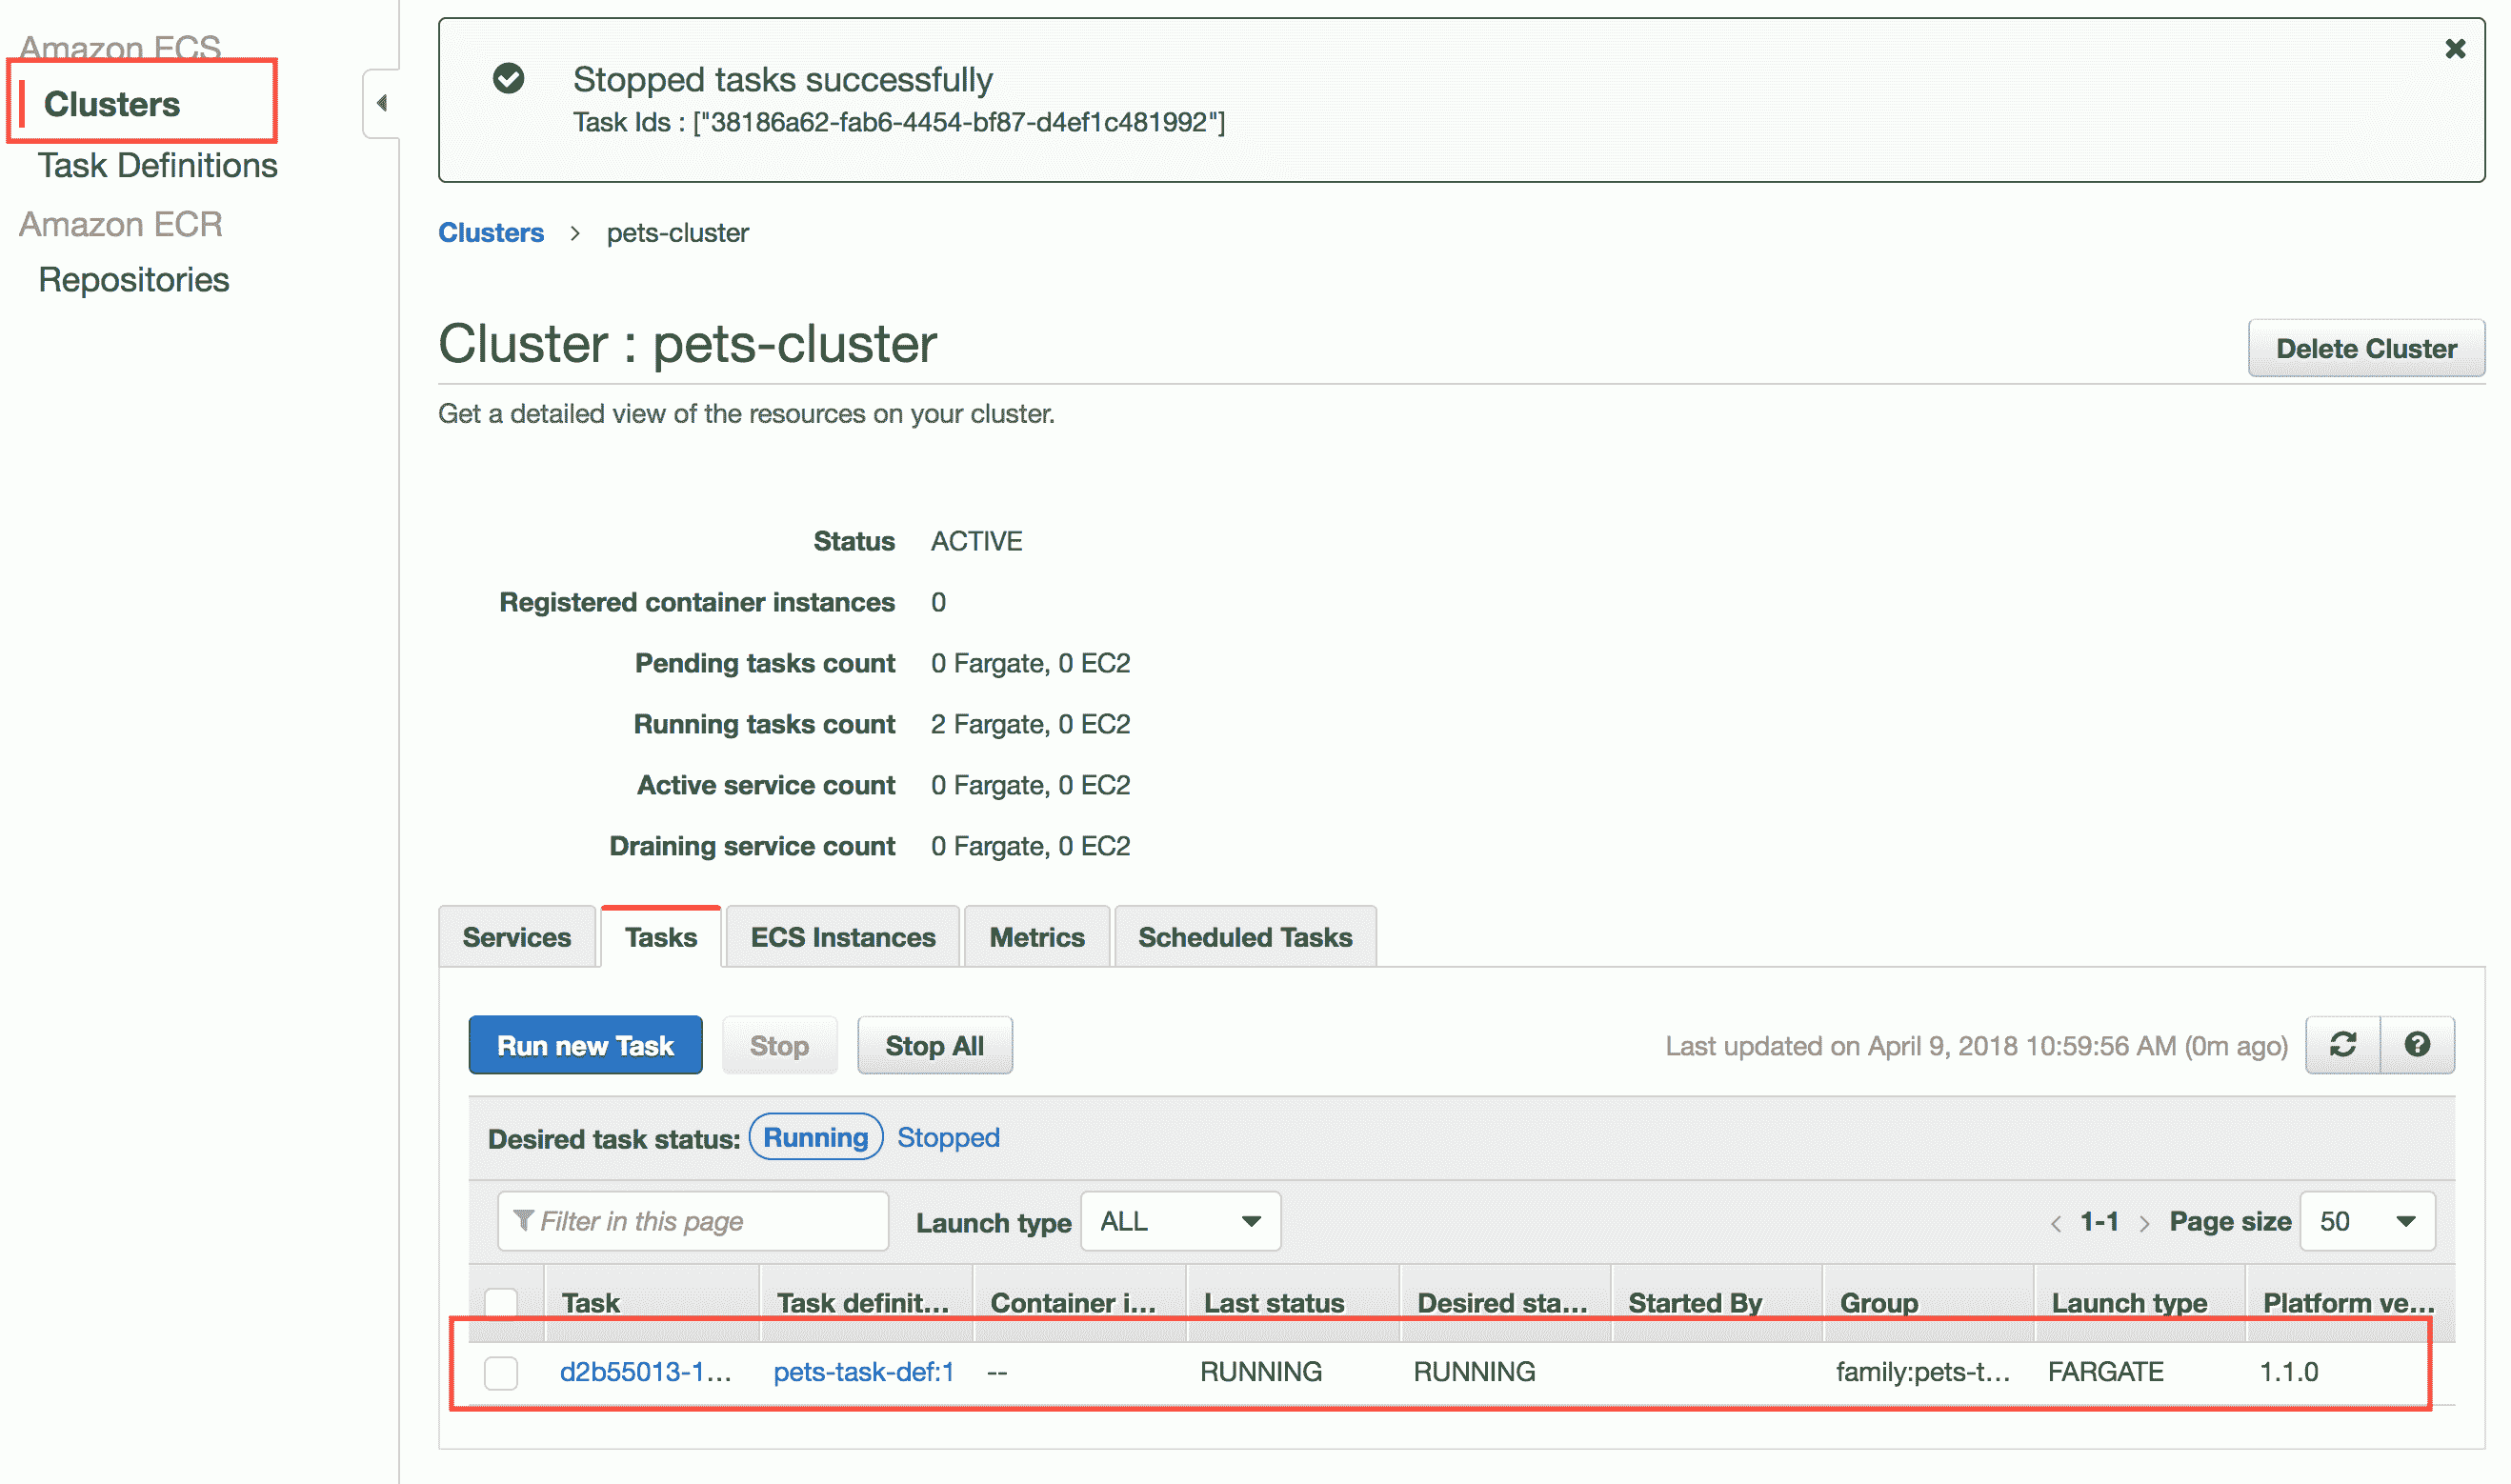 Amazon ECS
Clusters
Task Definitions
Amazon ECR
Repositories
Stopped tasks successfully
Task Ids : ["38186a62-fab6-4454-bf87-d4ef1c481992"]
Clusters > pets-cluster
Cluster : pets-cluster
Delete Cluster
Get a detailed view of the resources on your cluster.
Status ACTIVE
Registered container instances 0
Pending tasks count 0 Fargate, 0 EC2
Running tasks count 2 Fargate, 0 EC2
Active service count 0 Fargate, 0 EC2
Draining service count 0 Fargate, 0 EC2
Services Tasks ECS Instances Metrics Scheduled Tasks
Run new Task Stop Stop All Last updated on April 9, 2018 10:59:56 AM (0m ago)
Desired task status: Running Stopped
Filter in this page Launch type ALL < 1-1 > Page size 50
Task Task definit... Container i... Last status Desired sta... Started By Group Launch type Platform ve...
d2b55013-1... pets-task-def:1 -- RUNNING RUNNING family:pets-t... FARGATE 1.1.0